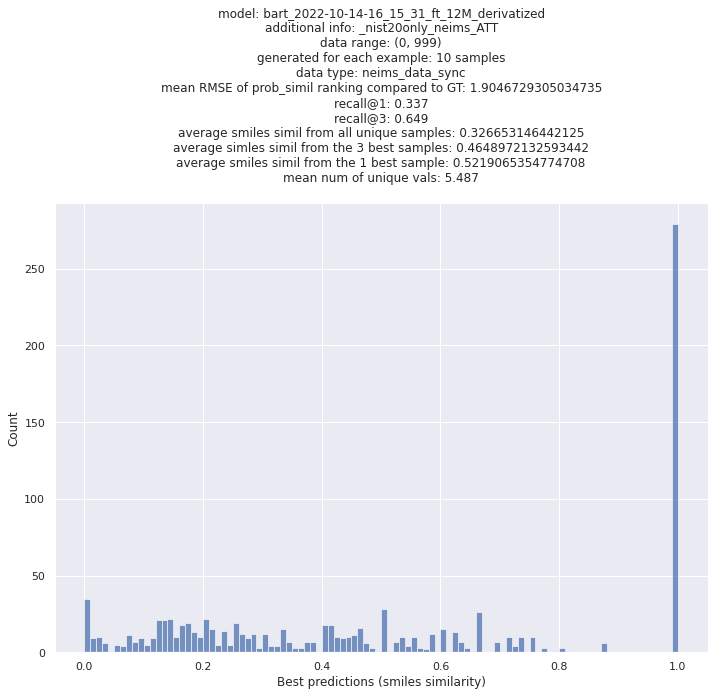 model: bart_2022-10-14-16_15_31_ft_12M_derivatized
additional info: _nist20only_neims_ATT
data range: (0, 999)
generated for each example: 10 samples
data type: neims_data_sync
mean RMSE of prob_simil ranking compared to GT: 1.9046729305034735
recall@1: 0.337
recall@3: 0.649
average smiles simil from all unique samples: 0.326653146442125
average smiles simil from the 3 best samples: 0.4648972132593442
average smiles simil from the 1 best sample: 0.5219065354774708
mean num of unique vals: 5.487
250
200
150
100
50
0
Count
0.0 0.2 0.4 0.6 0.8 1.0
Best predictions (smiles similarity)